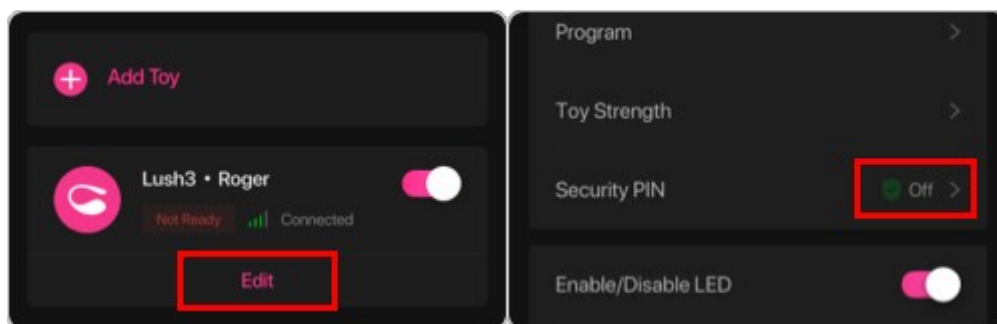 Add Toy
Lush3 • Roger
Not Ready
Connected
Edit
Program
Toy Strength
Security PIN
Off
Enable/Disable LED